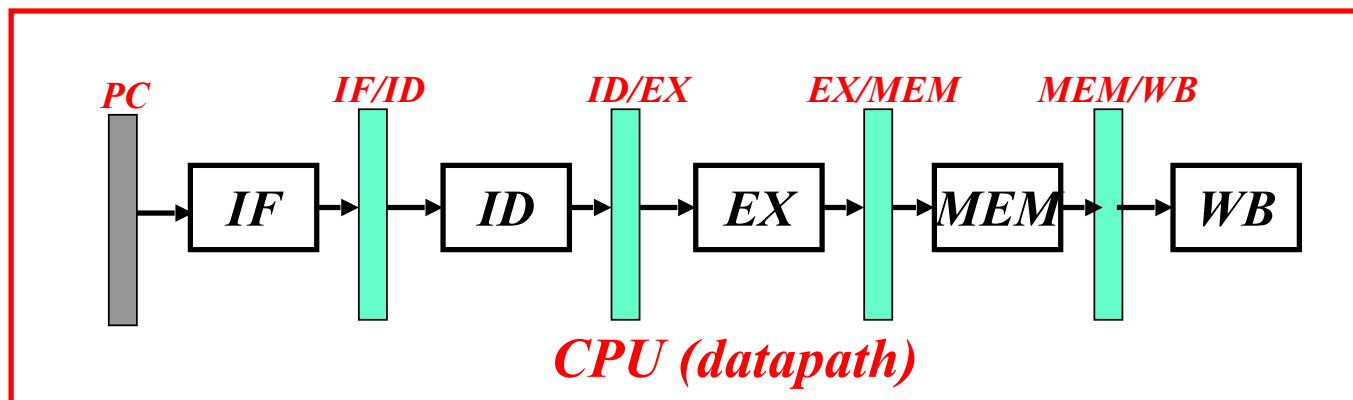 PC IF/ID ID/EX EX/MEM MEM/WB
IF ID EX MEM WB
CPU (datapath)